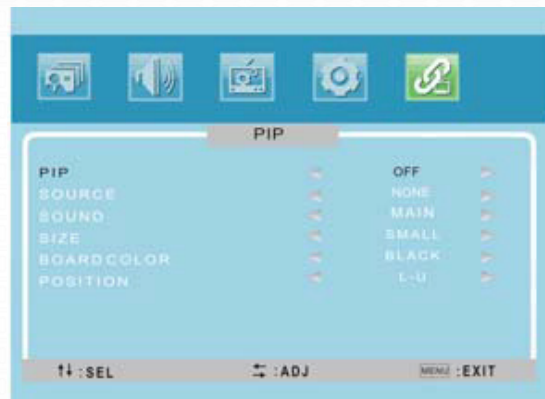 PIP
PIP OFF
SOURCE NONE
SOUND MAIN
SIZE SMALL
BOARDCOLOR BLACK
POSITION L-U
↑↓ :SEL ⇆ :ADJ MENU :EXIT